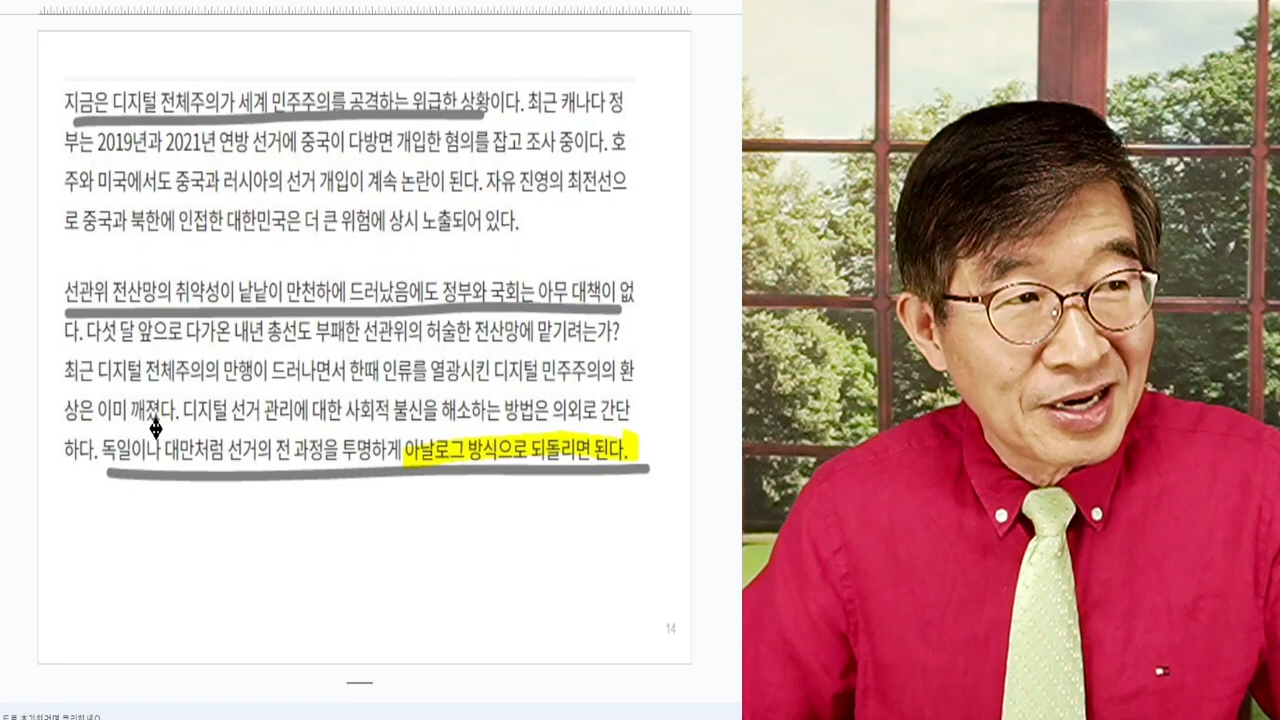 지금은 디지털 전체주의가 세계 민주주의를 공격하는 위급한 상황이다. 최근 캐나다 정
부는 2019년과 2021년 연방 선거에 중국이 다방면 개입한 혐의를 잡고 조사 중이다. 호
주와 미국에서도 중국과 러시아의 선거 개입이 계속 논란이 된다. 자유 진영의 최전선으
로 중국과 북한에 인접한 대한민국은 더 큰 위험에 상시 노출되어 있다.
선관위 전산망의 취약성이 낱낱이 만천하에 드러났음에도 정부와 국회는 아무 대책이 없
다. 다섯 달 앞으로 다가온 내년 총선도 부패한 선관위의 허술한 전산망에 맡기려는가?
최근 디지털 전체주의의 만행이 드러나면서 한때 인류를 열광시킨 디지털 민주주의의 환
상은 이미 깨졌다. 디지털 선거 관리에 대한 사회적 불신을 해소하는 방법은 의외로 간단
하다. 독일이나 대만처럼 선거의 전 과정을 투명하게 아날로그 방식으로 되돌리면 된다.
14